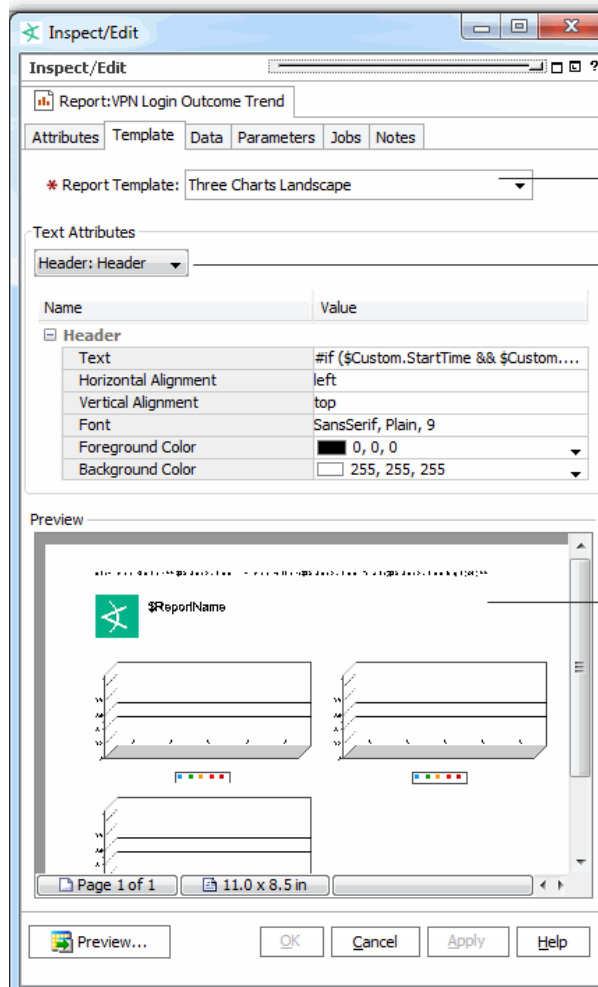 Inspect/Edit
Inspect/Edit ?
Report:VPN Login Outcome Trend
Attributes Template Data Parameters Jobs Notes
* Report Template: Three Charts Landscape
Text Attributes
Header: Header
Name Value
Header
Text #if ($Custom.StartTime && $Custom....
Horizontal Alignment left
Vertical Alignment top
Font SansSerif, Plain, 9
Foreground Color 0, 0, 0
Background Color 255, 255, 255
Preview
$ReportName
Page 1 of 1 11.0 x 8.5 in
Preview... OK Cancel Apply Help